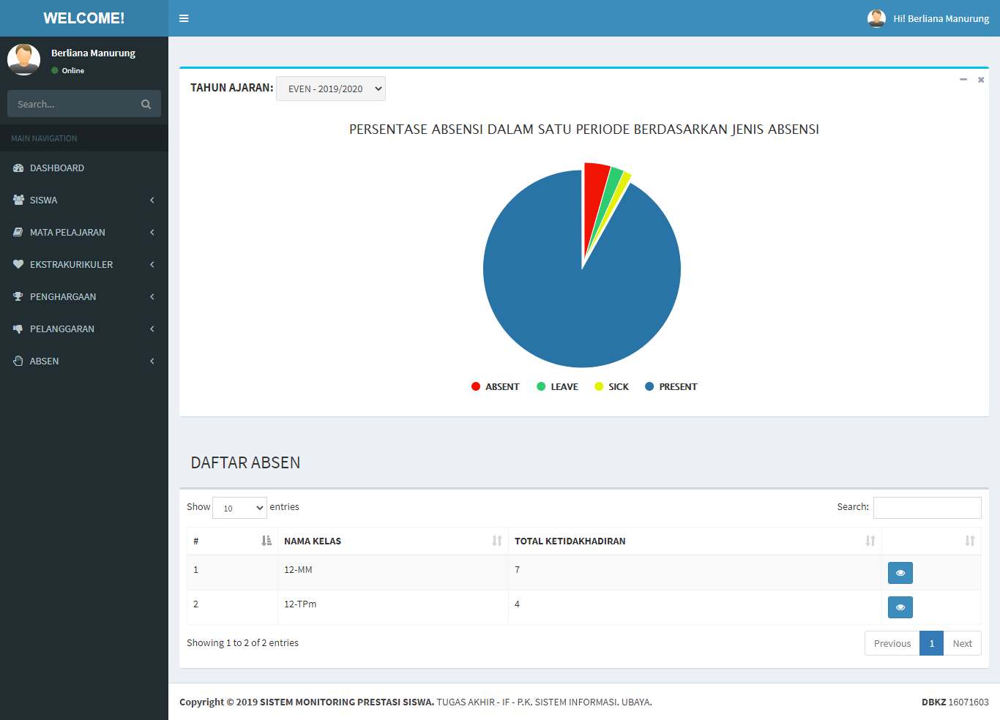 WELCOME!
Hi! Berliana Manurung
Berliana Manurung
Online
Search...
MAIN NAVIGATION
DASHBOARD
SISWA
MATA PELAJARAN
EKSTRAKURIKULER
PENGHARGAAN
PELANGGARAN
ABSEN
TAHUN AJARAN: EVEN - 2019/2020
PERSENTASE ABSENSI DALAM SATU PERIODE BERDASARKAN JENIS ABSENSI
ABSENT LEAVE SICK PRESENT
DAFTAR ABSEN
Show 10 entries Search:
# NAMA KELAS TOTAL KETIDAKHADIRAN
1 12-MM 7
2 12-TPm 4
Showing 1 to 2 of 2 entries Previous 1 Next
Copyright © 2019 SISTEM MONITORING PRESTASI SISWA. TUGAS AKHIR - IF - P.K. SISTEM INFORMASI. UBAYA. DBKZ 16071603